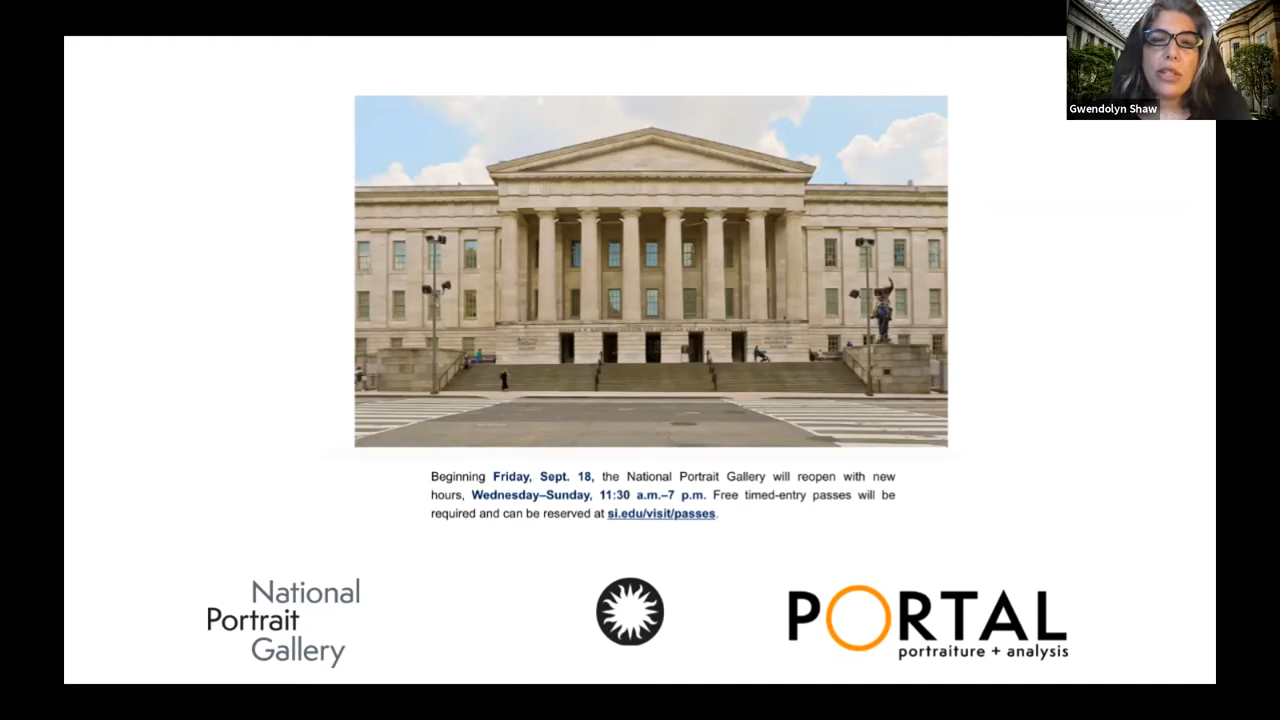 Gwendolyn Shaw
Beginning Friday, Sept. 18, the National Portrait Gallery will reopen with new
hours, Wednesday–Sunday, 11:30 a.m.–7 p.m. Free timed-entry passes will be
required and can be reserved at si.edu/visit/passes.
National
Portrait
Gallery
PORTAL
portraiture + analysis